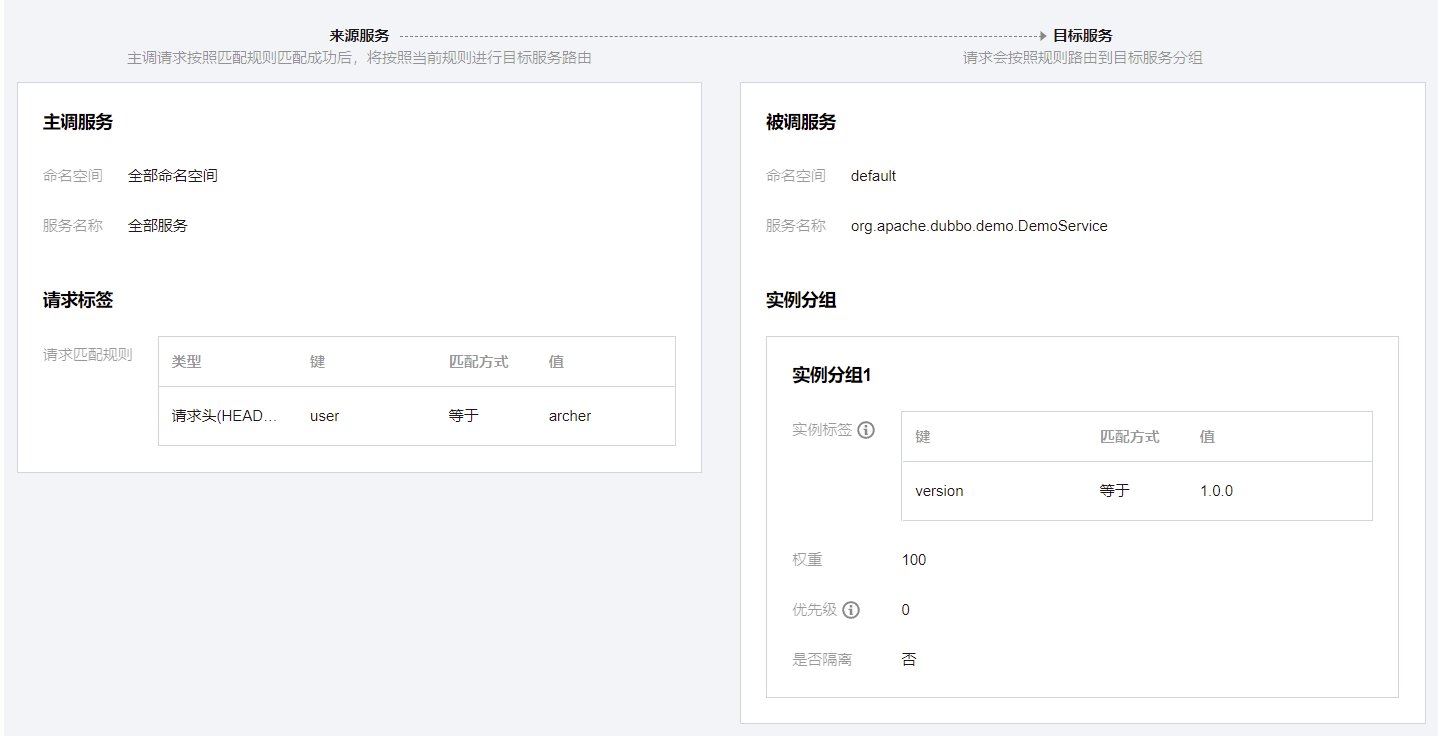 来源服务
目标服务
主调请求按照匹配规则匹配成功后，将按照当前规则进行目标服务路由
请求会按照规则路由到目标服务分组
主调服务
命名空间 全部命名空间
服务名称 全部服务
请求标签
请求匹配规则
类型 键 匹配方式 值
请求头(HEAD... user 等于 archer
被调服务
命名空间 default
服务名称 org.apache.dubbo.demo.DemoService
实例分组
实例分组1
实例标签
键 匹配方式 值
version 等于 1.0.0
权重 100
优先级 0
是否隔离 否